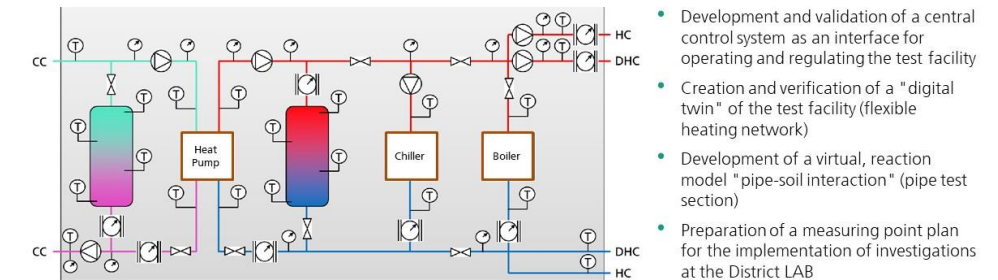 HC
CC
DHC
T
T
T
T
T
T
T
T
T
T
T
Heat
Pump
Chiller
Boiler
T
T
T
T
T
T
T
T
T
CC
DHC
HC
• Development and validation of a central
control system as an interface for
operating and regulating the test facility
• Creation and verification of a "digital
twin" of the test facility (flexible
heating network)
• Development of a virtual, reaction
model "pipe-soil interaction" (pipe test
section)
• Preparation of a measuring point plan
for the implementation of investigations
at the District LAB